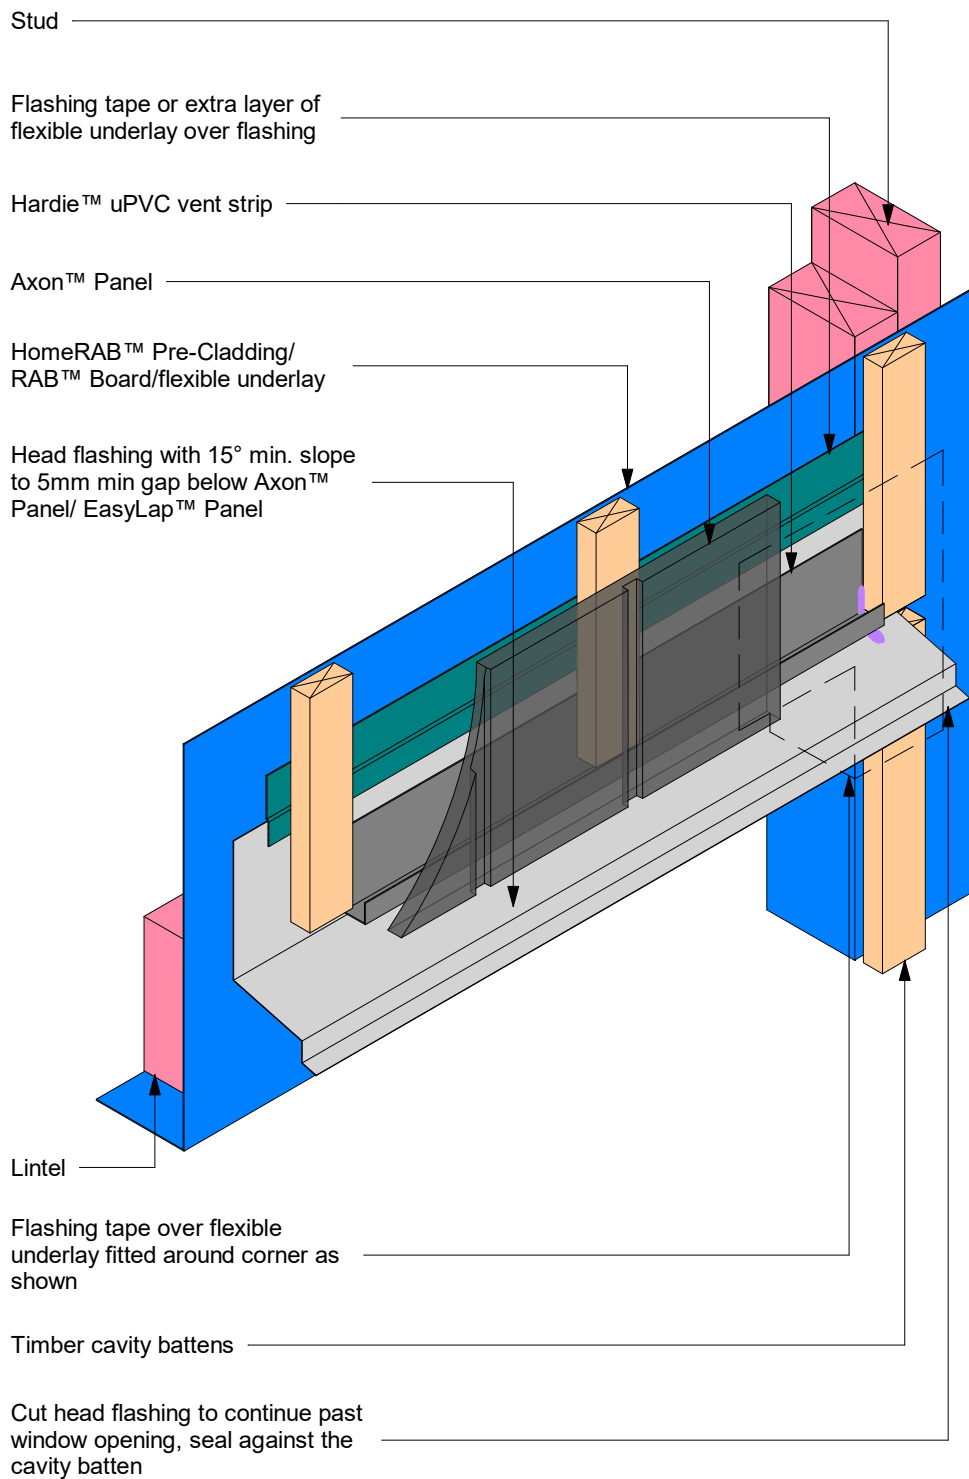 Stud
Flashing tape or extra layer of
flexible underlay over flashing
Hardie™ uPVC vent strip
Axon™ Panel
HomeRAB™ Pre-Cladding/
RAB™ Board/flexible underlay
Head flashing with 15° min. slope
to 5mm min gap below Axon™
Panel/ EasyLap™ Panel
Lintel
Flashing tape over flexible
underlay fitted around corner as
shown
Timber cavity battens
Cut head flashing to continue past
window opening, seal against the
cavity batten